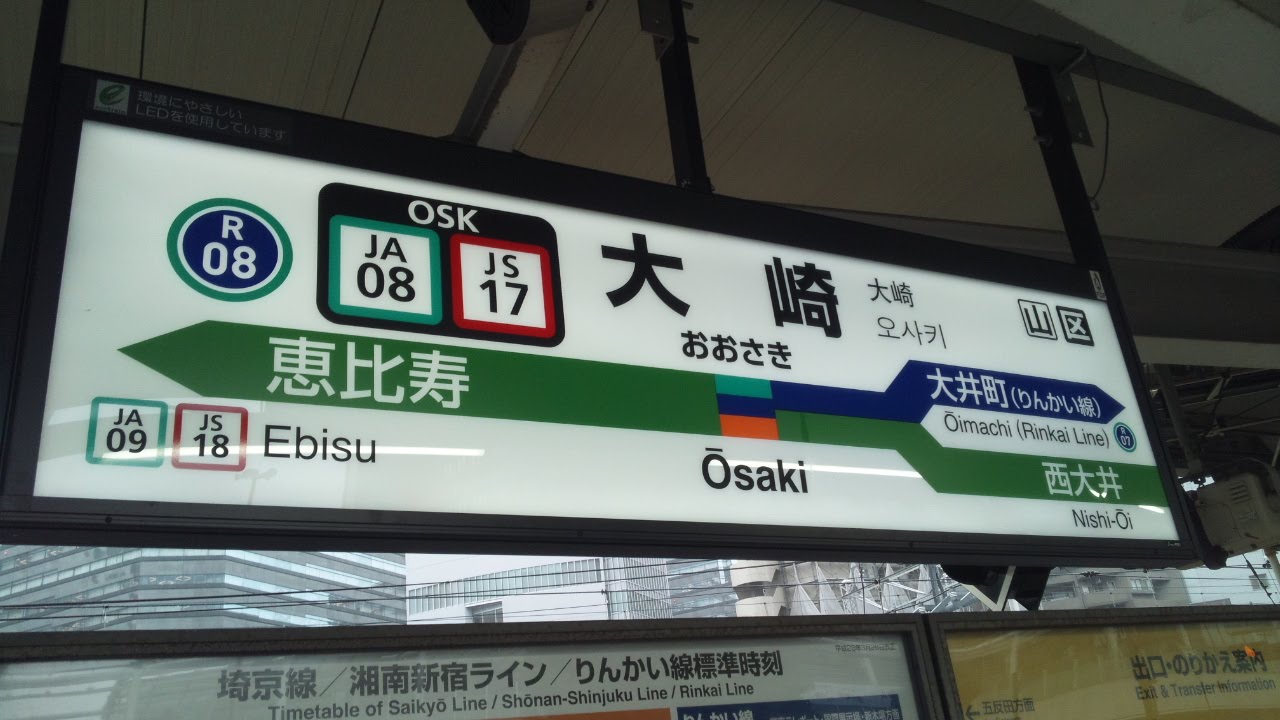 環境にやさしい
LEDを使用しています
R
08
OSK
JA
08
JS
17
大崎
おおさき
大崎
오사키
山区
恵比寿
JA
09
JS
18
Ebisu
Ōsaki
大井町(りんかい線)
Ōimachi (Rinkai Line)
R
07
西大井
Nishi-Ōi
埼京線/湘南新宿ライン/りんかい線標準時刻
Timetable of Saikyō Line / Shōnan-Shinjuku Line / Rinkai Line
りんかい線
出口・のりかえ案内
Exit & Transfer Information
←五反田方面